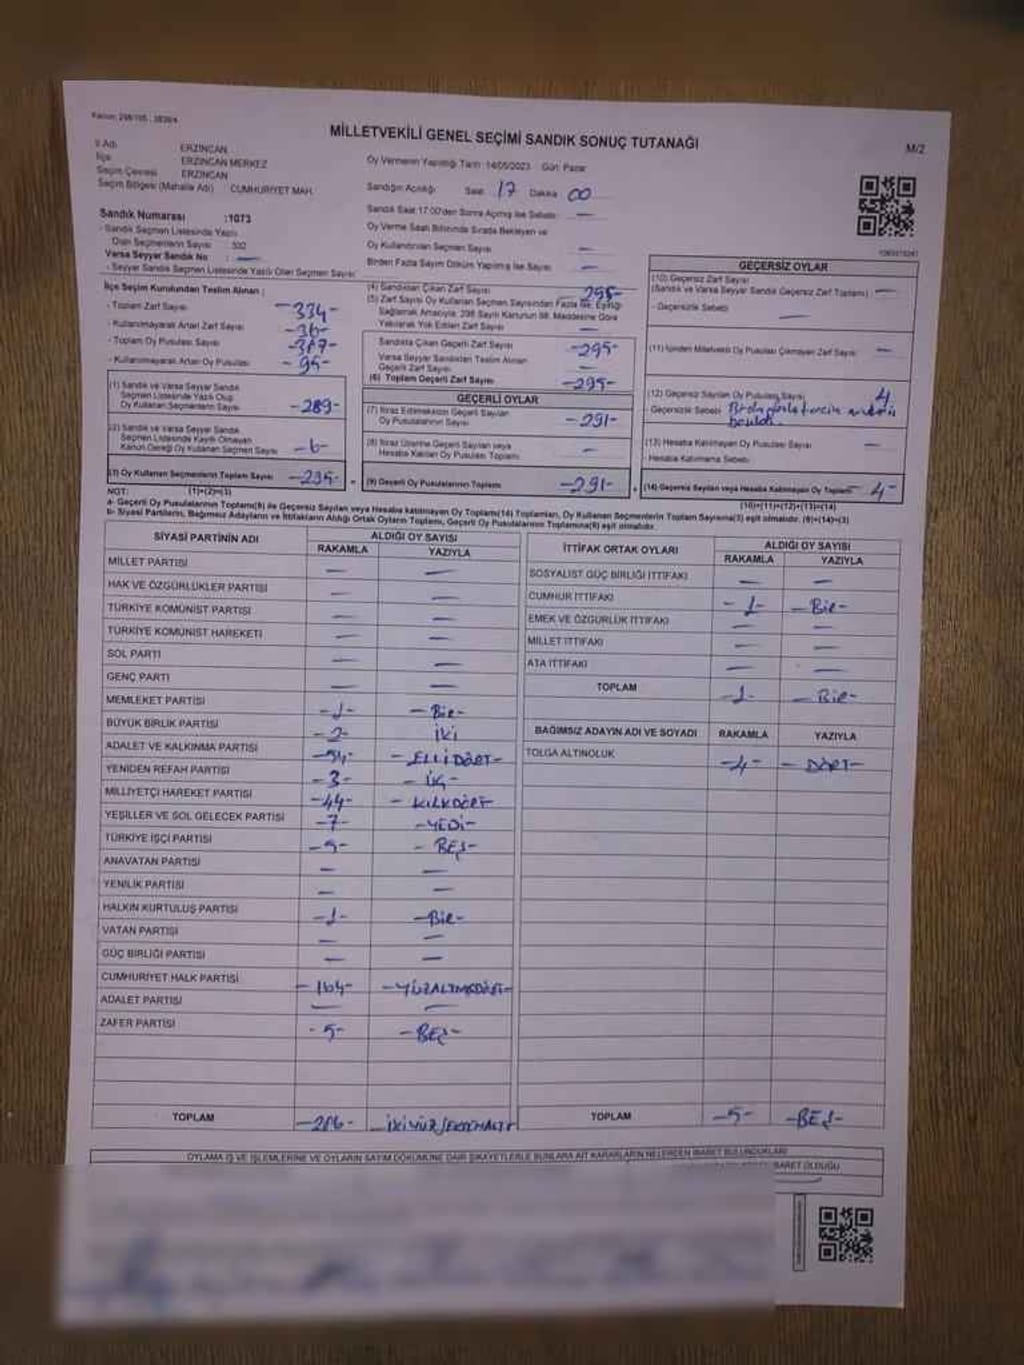 MİLLETVEKİLİ GENEL SEÇİMİ SANDIK SONUÇ TUTANAĞI
M/2
İl Adı ERZİNCAN
İlçe ERZİNCAN MERKEZ
Seçim Çevresi ERZİNCAN
Seçim Bölgesi (Mahalle Adı) CUMHURİYET MAH.
Oy Vermenin Yapıldığı Tarih :14/05/2023 Gün: Pazar
Sandığın Açıldığı Saat 17 Dakika 00
Sandık Saat 17:00'den Sonra Açılmış İse Sebebi : —
Oy Verme Saati Bitiminde Sırada Bekleyen ve
Oy Kullandırılan Seçmen Sayısı —
Birden Fazla Sayım Döküm Yapılmış İse Sayısı —
Sandık Numarası :1073
- Sandık Seçmen Listesinde Yazılı
Olan Seçmenlerin Sayısı
Varsa Seyyar Sandık No : —
- Seyyar Sandık Seçmen Listesinde Yazılı Olan Seçmen Sayısı
İlçe Seçim Kurulundan Teslim Alınan :
- Toplam Zarf Sayısı -334-
- Kullanılmayarak Artan Zarf Sayısı
- Toplam Oy Pusulası Sayısı
- Kullanılmayarak Artan Oy Pusulası -95-
(1) Sandık ve Varsa Seyyar Sandık
Seçmen Listesinde Yazılı Olup
Oy Kullanan Seçmenlerin Sayısı -289-
(2) Sandık ve Varsa Seyyar Sandık
Seçmen Listesinde Kayıtlı Olmayan
Kanun Gereği Oy Kullanan Seçmen Sayısı -6-
(3) Oy Kullanan Seçmenlerin Toplam Sayısı -295-
(1)+(2)=(3)
(4) Sandıktan Çıkan Zarf Sayısı 295-
(5) Zarf Sayısı Oy Kullanan Seçmen Sayısından Fazla İse, Eşitliği
Sağlamak Amacıyla, 298 Sayılı Kanunun 98. Maddesine Göre
Yakılarak Yok Edilen Zarf Sayısı —
Sandıkta Çıkan Geçerli Zarf Sayısı -295-
Varsa Seyyar Sandıktan Teslim Alınan
Geçerli Zarf Sayısı —
(6) Toplam Geçerli Zarf Sayısı -295-
GEÇERLİ OYLAR
(7) İtiraz Edilmeksizin Geçerli Sayılan
Oy Pusulalarının Sayısı -291-
(8) İtiraz Üzerine Geçerli Sayılan veya
Hesaba Katılan Oy Pusulası Toplamı —
(9) Geçerli Oy Pusulalarının Toplamı -291-
GEÇERSİZ OYLAR
(10) Geçersiz Zarf Sayısı
(Sandık ve Varsa Seyyar Sandık Geçersiz Zarf Toplamı) —
- Geçersizlik Sebebi —
(11) İçinden Milletvekili Oy Pusulası Çıkmayan Zarf Sayısı —
(12) Geçersiz Sayılan Oy Pusulası Sayısı 4
- Geçersizlik Sebebi Birden fazla tercih
(13) Hesaba Katılmayan Oy Pusulası Sayısı —
- Hesaba Katılmama Sebebi
(14) Geçersiz Sayılan veya Hesaba Katılmayan Oy Toplamı 4-
(10)+(11)+(12)+(13)=(14)
NOT:
a- Geçerli Oy Pusulalarının Toplamı(9) ile Geçersiz Sayılan veya Hesaba katılmayan Oy Toplamı(14) Toplamları, Oy Kullanan Seçmenlerin Toplam Sayısına(3) eşit olmalıdır. (9)+(14)=(3)
b- Siyasi Partilerin, Bağımsız Adayların ve İttifakların Aldığı Ortak Oyların Toplamı, Geçerli Oy Pusulalarının Toplamına(9) eşit olmalıdır.
SİYASİ PARTİNİN ADI ALDIĞI OY SAYISI
RAKAMLA YAZIYLA
MİLLET PARTİSİ — —
HAK VE ÖZGÜRLÜKLER PARTİSİ — —
TÜRKİYE KOMÜNİST PARTİSİ — —
TÜRKİYE KOMÜNİST HAREKETİ — —
SOL PARTİ — —
GENÇ PARTİ — —
MEMLEKET PARTİSİ -1- -Bir-
BÜYÜK BİRLİK PARTİSİ -2- İKİ
ADALET VE KALKINMA PARTİSİ -54- -ELLİDÖRT-
YENİDEN REFAH PARTİSİ -3- -ÜÇ-
MİLLİYETÇİ HAREKET PARTİSİ -44- -KIRKDÖRT
YEŞİLLER VE SOL GELECEK PARTİSİ -7- -YEDİ-
TÜRKİYE İŞÇİ PARTİSİ -5- - BEŞ-
ANAVATAN PARTİSİ — —
YENİLİK PARTİSİ — —
HALKIN KURTULUŞ PARTİSİ -1- -Bir-
VATAN PARTİSİ — —
GÜÇ BİRLİĞİ PARTİSİ — —
CUMHURİYET HALK PARTİSİ -164- -YÜZALTMIŞDÖRT-
ADALET PARTİSİ — —
ZAFER PARTİSİ -5- -BEŞ-
TOPLAM -286- -İKİYÜZSEKSENALTI
İTTİFAK ORTAK OYLARI ALDIĞI OY SAYISI
RAKAMLA YAZIYLA
SOSYALİST GÜÇ BİRLİĞİ İTTİFAKI — —
CUMHUR İTTİFAKI -1- -Bir-
EMEK VE ÖZGÜRLÜK İTTİFAKI — —
MİLLET İTTİFAKI — —
ATA İTTİFAKI — —
TOPLAM -1- -Bir-
BAĞIMSIZ ADAYIN ADI VE SOYADI RAKAMLA YAZIYLA
TOLGA ALTINOLUK -4- - DÖRT-
TOPLAM -5- -BEŞ-
OYLAMA İŞ VE İŞLEMLERİNE VE OYLARIN SAYIM DÖKÜMÜNE DAİR ŞİKAYETLERLE BUNLARA AİT KARARLARIN NELERDEN İBARET BULUNDUKLARI